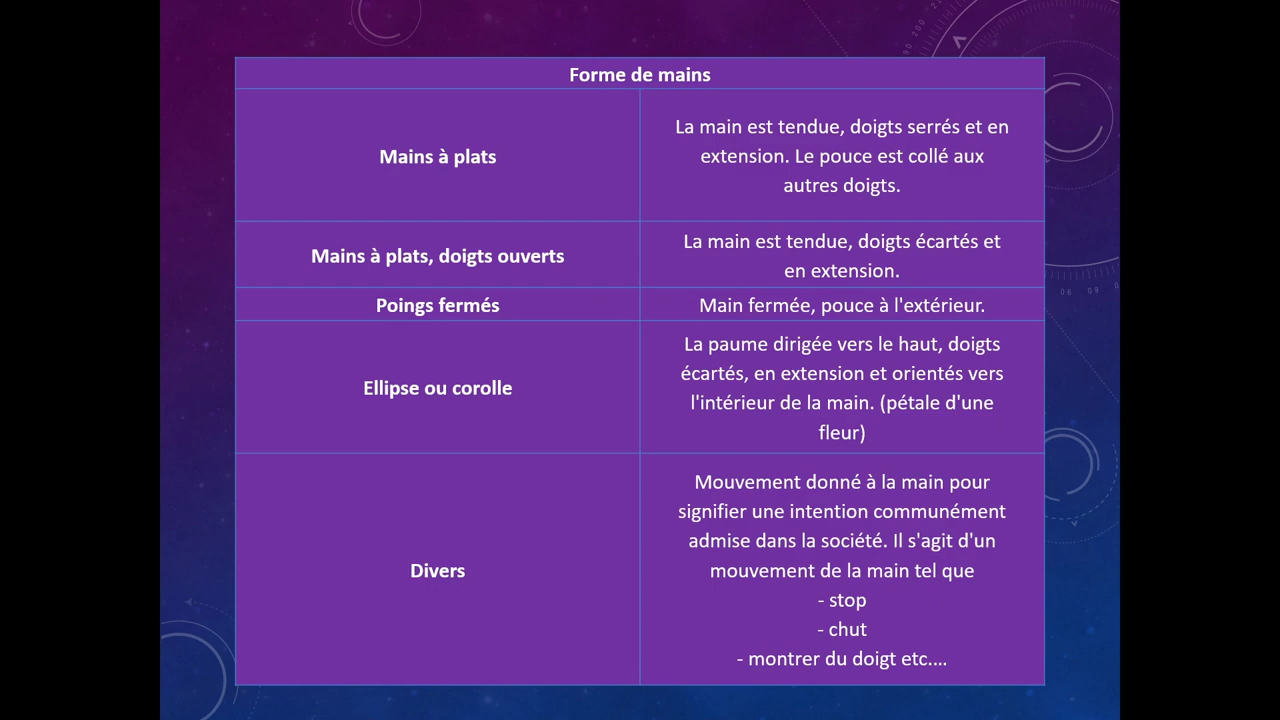 Forme de mains
Mains à plats
La main est tendue, doigts serrés et en
extension. Le pouce est collé aux
autres doigts.
Mains à plats, doigts ouverts
La main est tendue, doigts écartés et
en extension.
Poings fermés
Main fermée, pouce à l'extérieur.
Ellipse ou corolle
La paume dirigée vers le haut, doigts
écartés, en extension et orientés vers
l'intérieur de la main. (pétale d'une
fleur)
Divers
Mouvement donné à la main pour
signifier une intention communément
admise dans la société. Il s'agit d'un
mouvement de la main tel que
- stop
- chut
- montrer du doigt etc.…